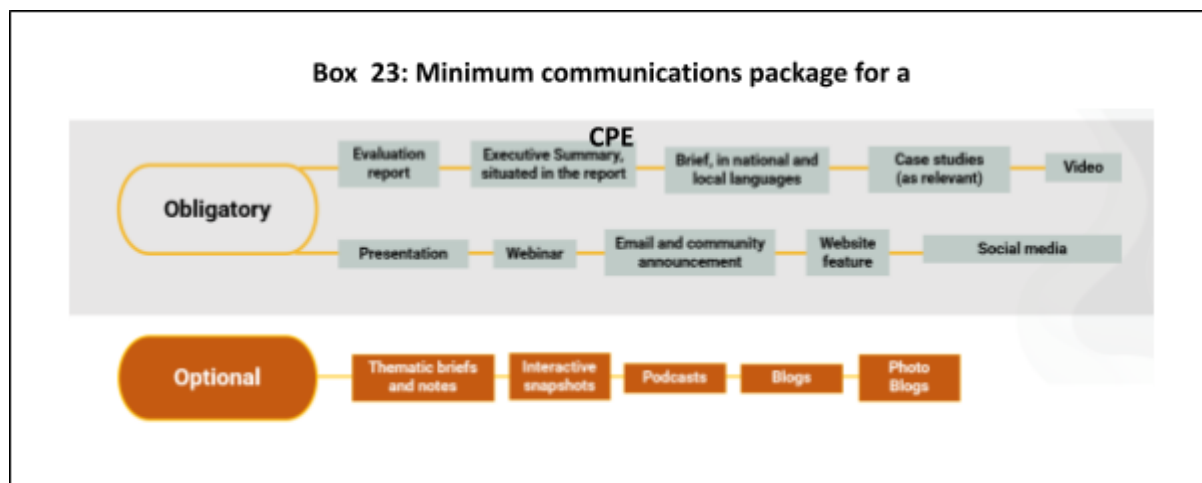 Box 23: Minimum communications package for a
CPE
Obligatory
Evaluation
report
Executive Summary,
situated in the report
Brief, in national and
local languages
Case studies
(as relevant)
Video
Presentation
Webinar
Email and community
announcement
Website
feature
Social media
Optional
Thematic briefs
and notes
Interactive
snapshots
Podcasts
Blogs
Photo
Blogs